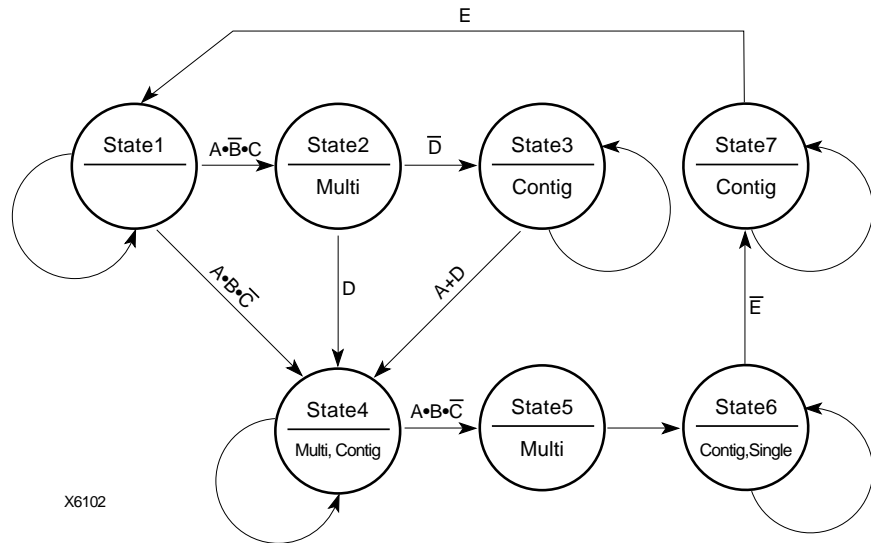 E
State1
A•B̅•C
State2
Multi
D̅
State3
Contig
State7
Contig
A•B•C̅
D
A+D
E̅
State4
Multi, Contig
A•B•C̅
State5
Multi
State6
Contig,Single
X6102